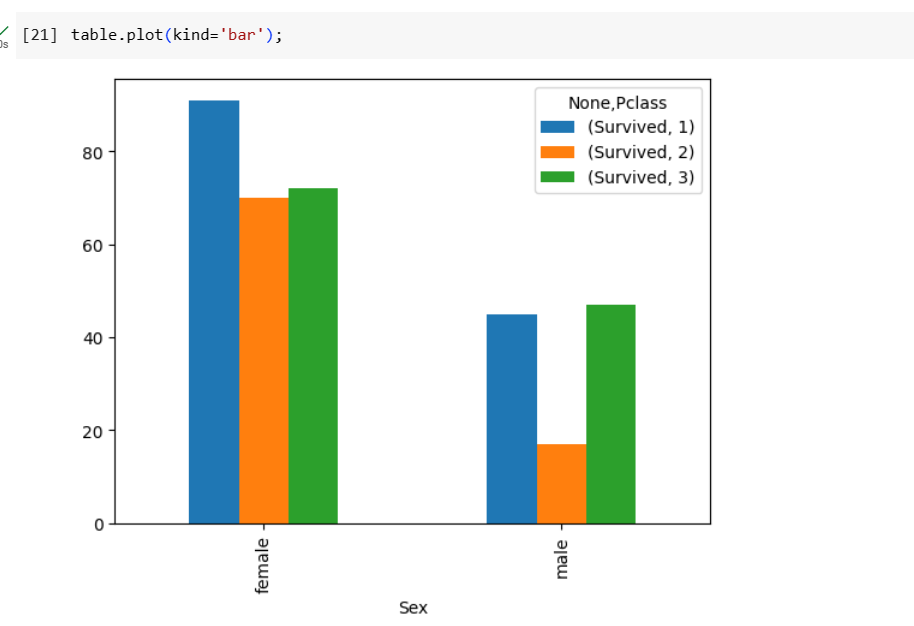 [21] table.plot(kind='bar');
0s
None,Pclass
(Survived, 1)
(Survived, 2)
(Survived, 3)
80
60
40
20
0
female
male
Sex